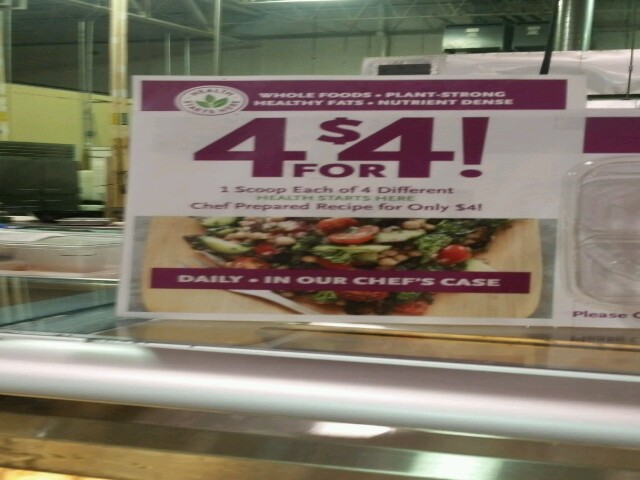 HEALTH STARTS HERE
WHOLE FOODS • PLANT-STRONG
HEALTHY FATS • NUTRIENT DENSE
4 FOR $4!
1 Scoop Each of 4 Different
HEALTH STARTS HERE
Chef Prepared Recipe for Only $4!
DAILY • IN OUR CHEF'S CASE
Please